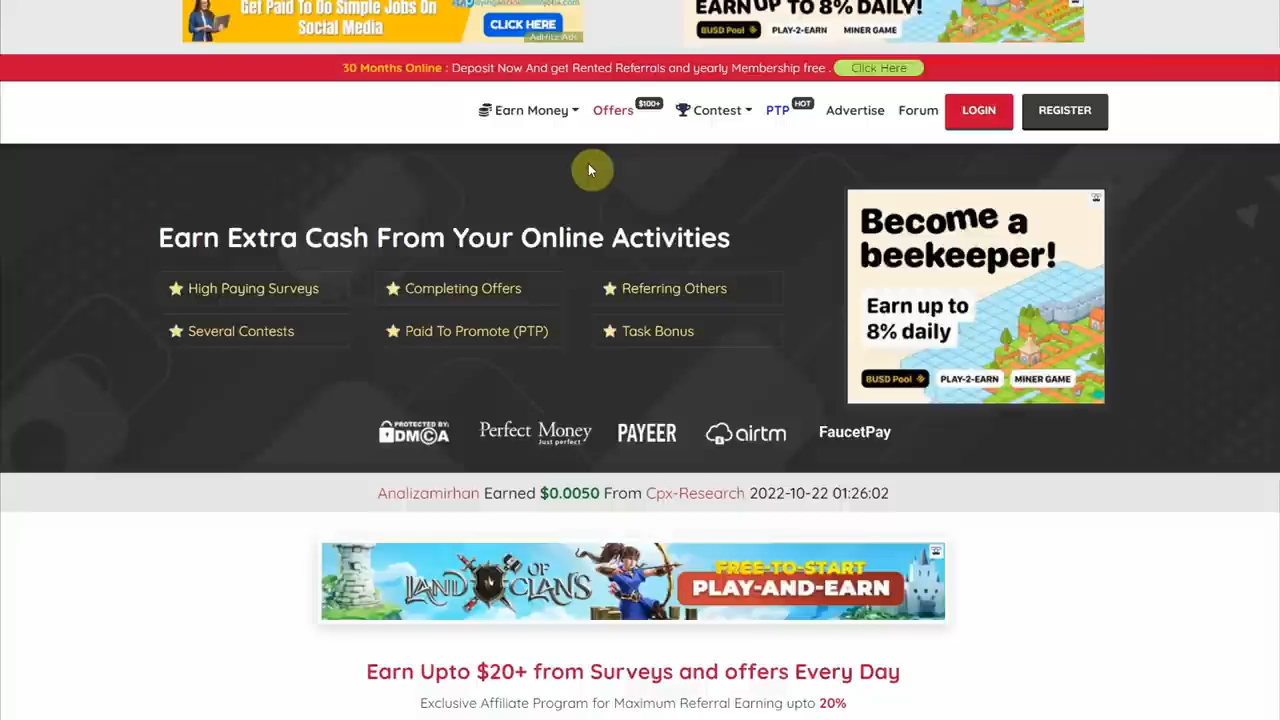 Get Paid To Do Simple Jobs On
Social Media
CLICK HERE
AdHitz Ads
EARN UP TO 8% DAILY!
BUSD Pool PLAY-2-EARN MINER GAME
30 Months Online : Deposit Now And get Rented Referrals and yearly Membership free . Click Here
Earn Money Offers $100+ Contest PTP HOT Advertise Forum LOGIN REGISTER
Earn Extra Cash From Your Online Activities
High Paying Surveys Completing Offers Referring Others
Several Contests Paid To Promote (PTP) Task Bonus
Become a
beekeeper!
Earn up to
8% daily
BUSD Pool PLAY-2-EARN MINER GAME
PROTECTED BY:
DMCA Perfect Money PAYEER airtm FaucetPay
Just perfect
Analizamirhan Earned $0.0050 From Cpx-Research 2022-10-22 01:26:02
LAND OF CLANS
FREE-TO-START
PLAY-AND-EARN
Earn Upto $20+ from Surveys and offers Every Day
Exclusive Affiliate Program for Maximum Referral Earning upto 20%